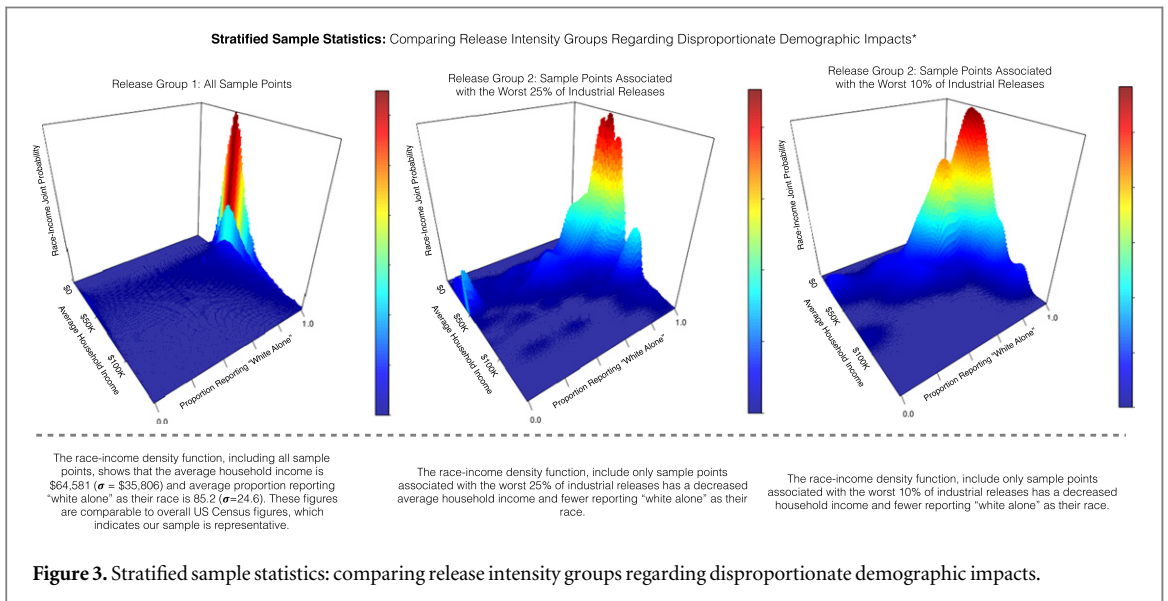 Stratified Sample Statistics: Comparing Release Intensity Groups Regarding Disproportionate Demographic Impacts*
Release Group 1: All Sample Points
Race-Income Joint Probability
$0
$50K
$100K
Average Household Income
0.0
Proportion Reporting "White Alone"
1.0
Release Group 2: Sample Points Associated
with the Worst 25% of Industrial Releases
Race-Income Joint Probability
$0
$50K
$100K
Average Household Income
0.0
Proportion Reporting "White Alone"
1.0
Release Group 2: Sample Points Associated
with the Worst 10% of Industrial Releases
Race-Income Joint Probability
$0
$50K
$100K
Average Household Income
0.0
Proportion Reporting "White Alone"
1.0
The race-income density function, including all sample
points, shows that the average household income is
$64,581 (σ = $35,806) and average proportion reporting
"white alone" as their race is 85.2 (σ=24.6). These figures
are comparable to overall US Census figures, which
indicates our sample is representative.
The race-income density function, include only sample points
associated with the worst 25% of industrial releases has a decreased
average household income and fewer reporting "white alone" as their
race.
The race-income density function, include only sample points
associated with the worst 10% of industrial releases has a decreased
household income and fewer reporting "white alone" as their race.
Figure 3. Stratified sample statistics: comparing release intensity groups regarding disproportionate demographic impacts.